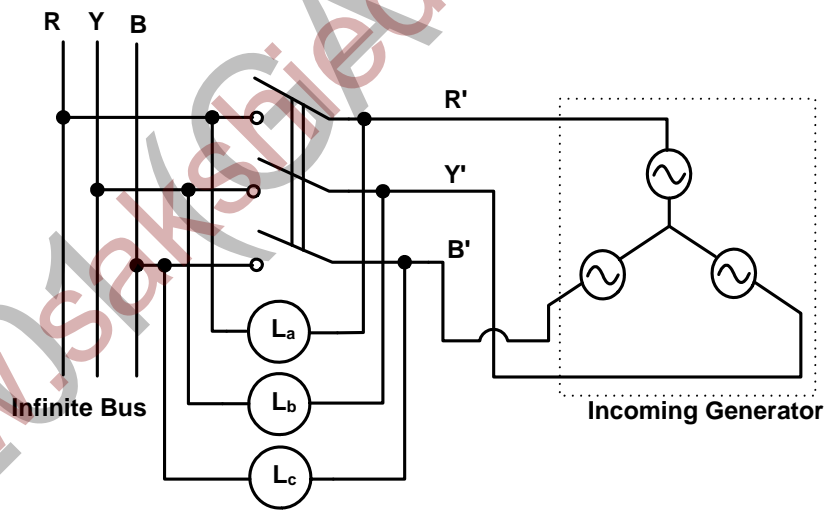 R Y B
R'
Y'
B'
La
Lb
Lc
Infinite Bus
Incoming Generator